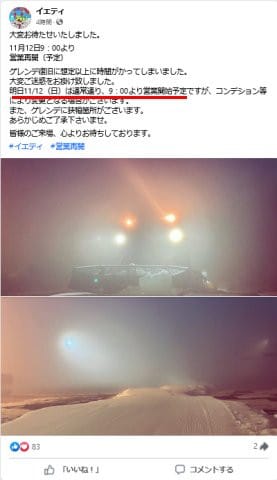 イエティ
4時間・
大変お待たせいたしました。
11月12日9：00より
営業再開（予定）
ゲレンデ復旧に想定以上に時間がかってしまいました。
大変ご迷惑をお掛け致しました。
明日11/12（日）は通常通り、9：00より営業開始予定ですが、コンデション等
により変更となる場合がございます。
また、ゲレンデに狭隘箇所がございます。
あらかじめご了承下さいませ。
皆様のご来場、心よりお待ちしております。
#イエティ #営業再開
83
2
「いいね！」 コメントする